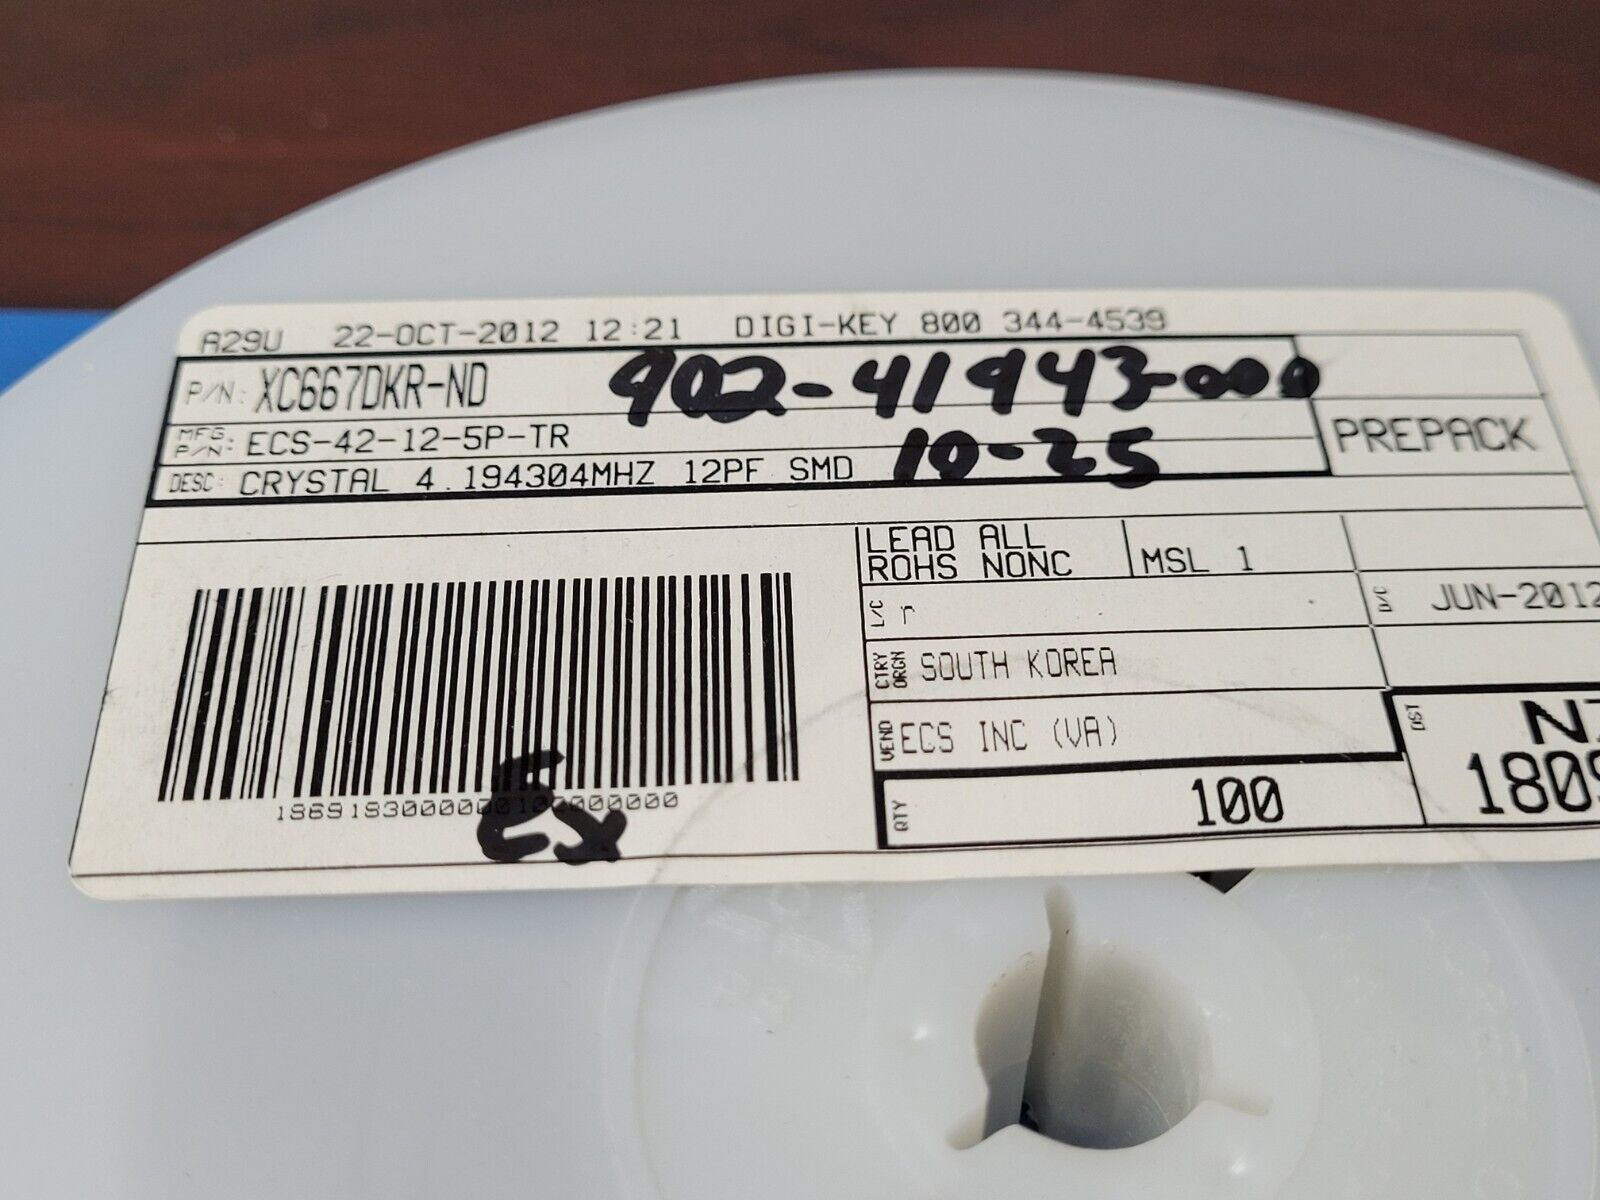 A29U 22-OCT-2012 12:21 DIGI-KEY 800 344-4539
P/N: XC667DKR-ND 902-41943-000
MFG P/N: ECS-42-12-5P-TR
DESC: CRYSTAL 4.194304MHZ 12PF SMD 10-25
PREPACK
LEAD ALL
ROHS NONC
MSL 1
L/C r
D/C JUN-2012
CTRY ORGN SOUTH KOREA
VEND ECS INC (VA)
DST
QTY 100
Ex